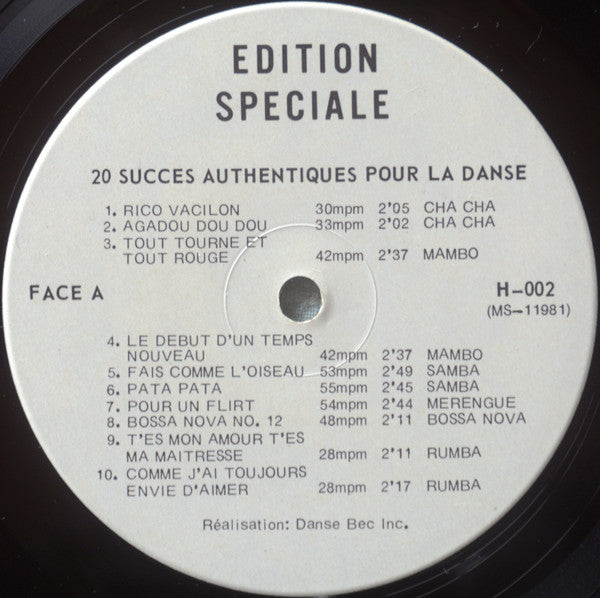 EDITION
SPECIALE
20 SUCCES AUTHENTIQUES POUR LA DANSE
1. RICO VACILON 30mpm 2'05 CHA CHA
2. AGADOU DOU DOU 33mpm 2'02 CHA CHA
3. TOUT TOURNE ET
TOUT ROUGE 42mpm 2'37 MAMBO
FACE A
H-002
(MS-11981)
4. LE DEBUT D'UN TEMPS
NOUVEAU 42mpm 2'37 MAMBO
5. FAIS COMME L'OISEAU 53mpm 2'49 SAMBA
6. PATA PATA 55mpm 2'45 SAMBA
7. POUR UN FLIRT 54mpm 2'44 MERENGUE
8. BOSSA NOVA NO. 12 48mpm 2'11 BOSSA NOVA
9. T'ES MON AMOUR T'ES
MA MAITRESSE 28mpm 2'11 RUMBA
10. COMME J'AI TOUJOURS
ENVIE D'AIMER 28mpm 2'17 RUMBA
Réalisation: Danse Bec Inc.